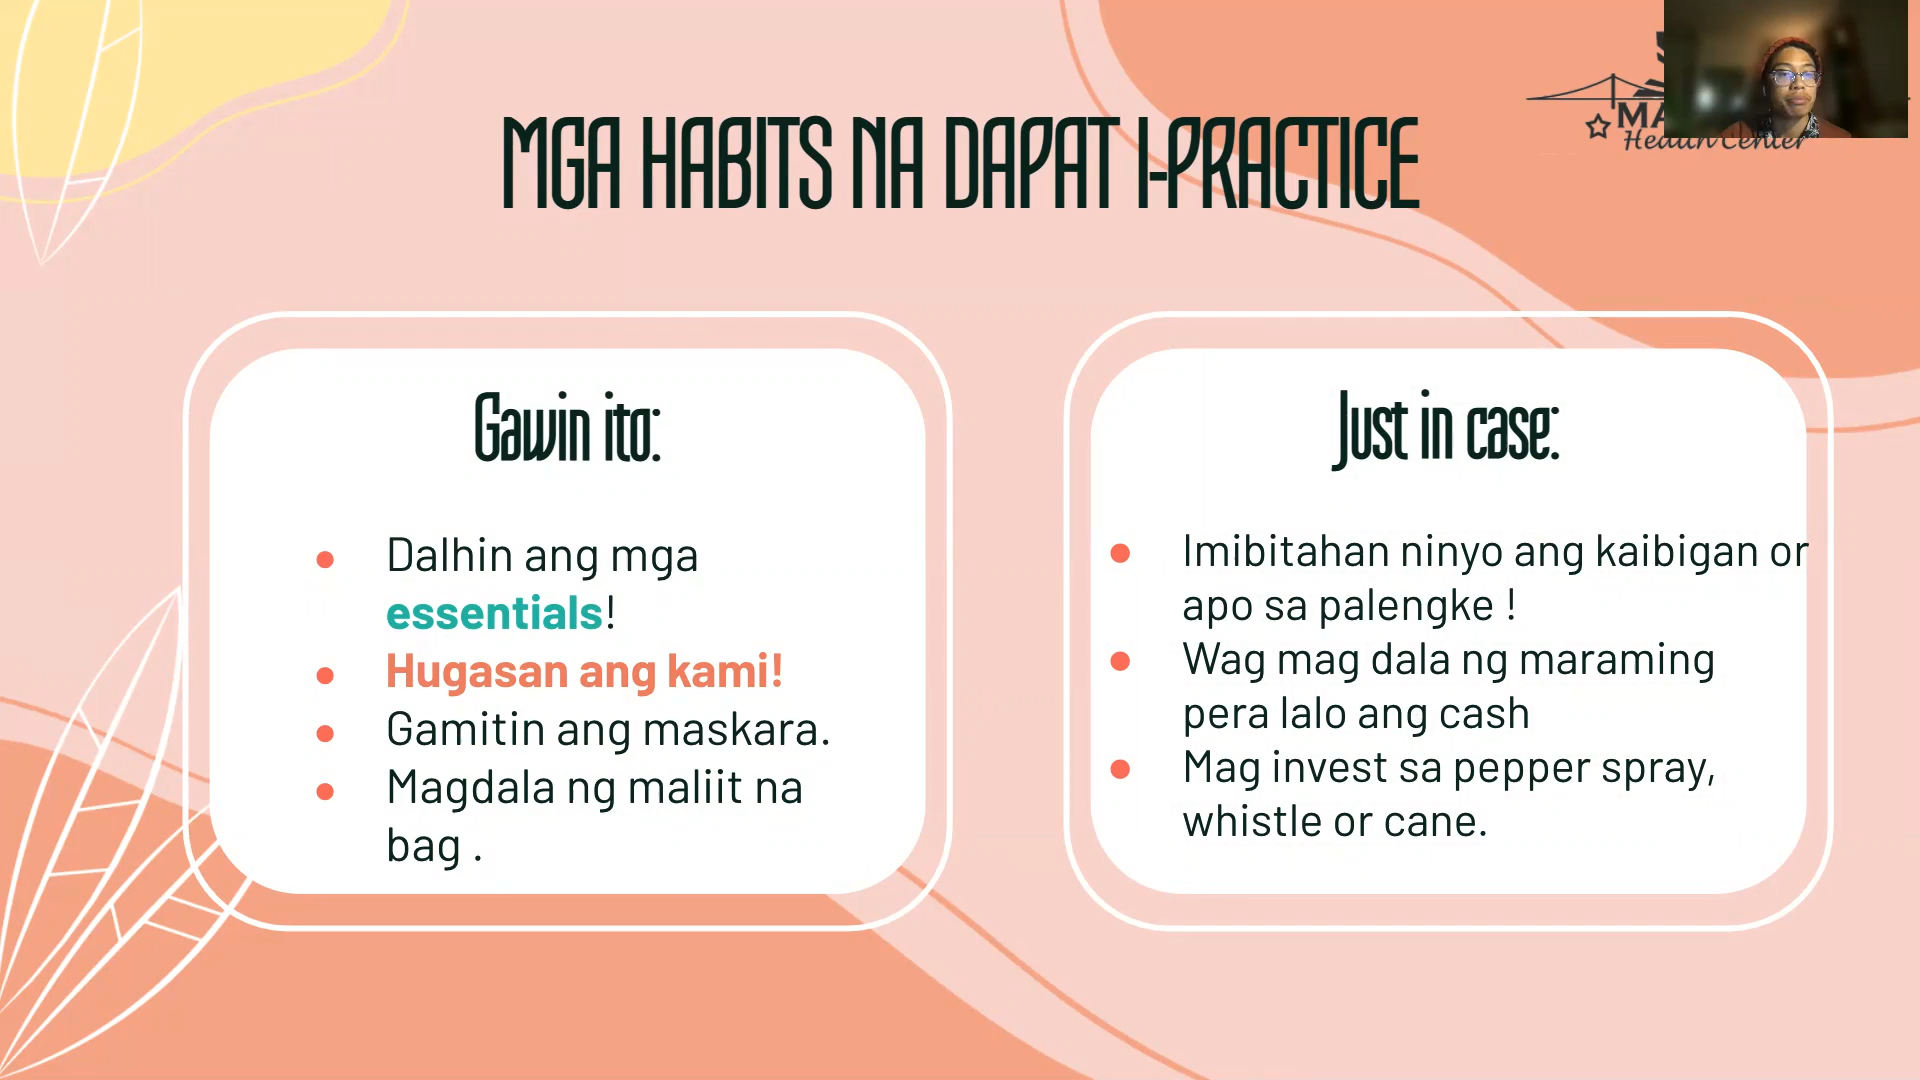 MGA HABITS NA DAPAT I-PRACTICE
Health Center
Gawin ito:
Dalhin ang mga
essentials!
Hugasan ang kami!
Gamitin ang maskara.
Magdala ng maliit na
bag .
Just in case:
Imibitahan ninyo ang kaibigan or
apo sa palengke !
Wag mag dala ng maraming
pera lalo ang cash
Mag invest sa pepper spray,
whistle or cane.